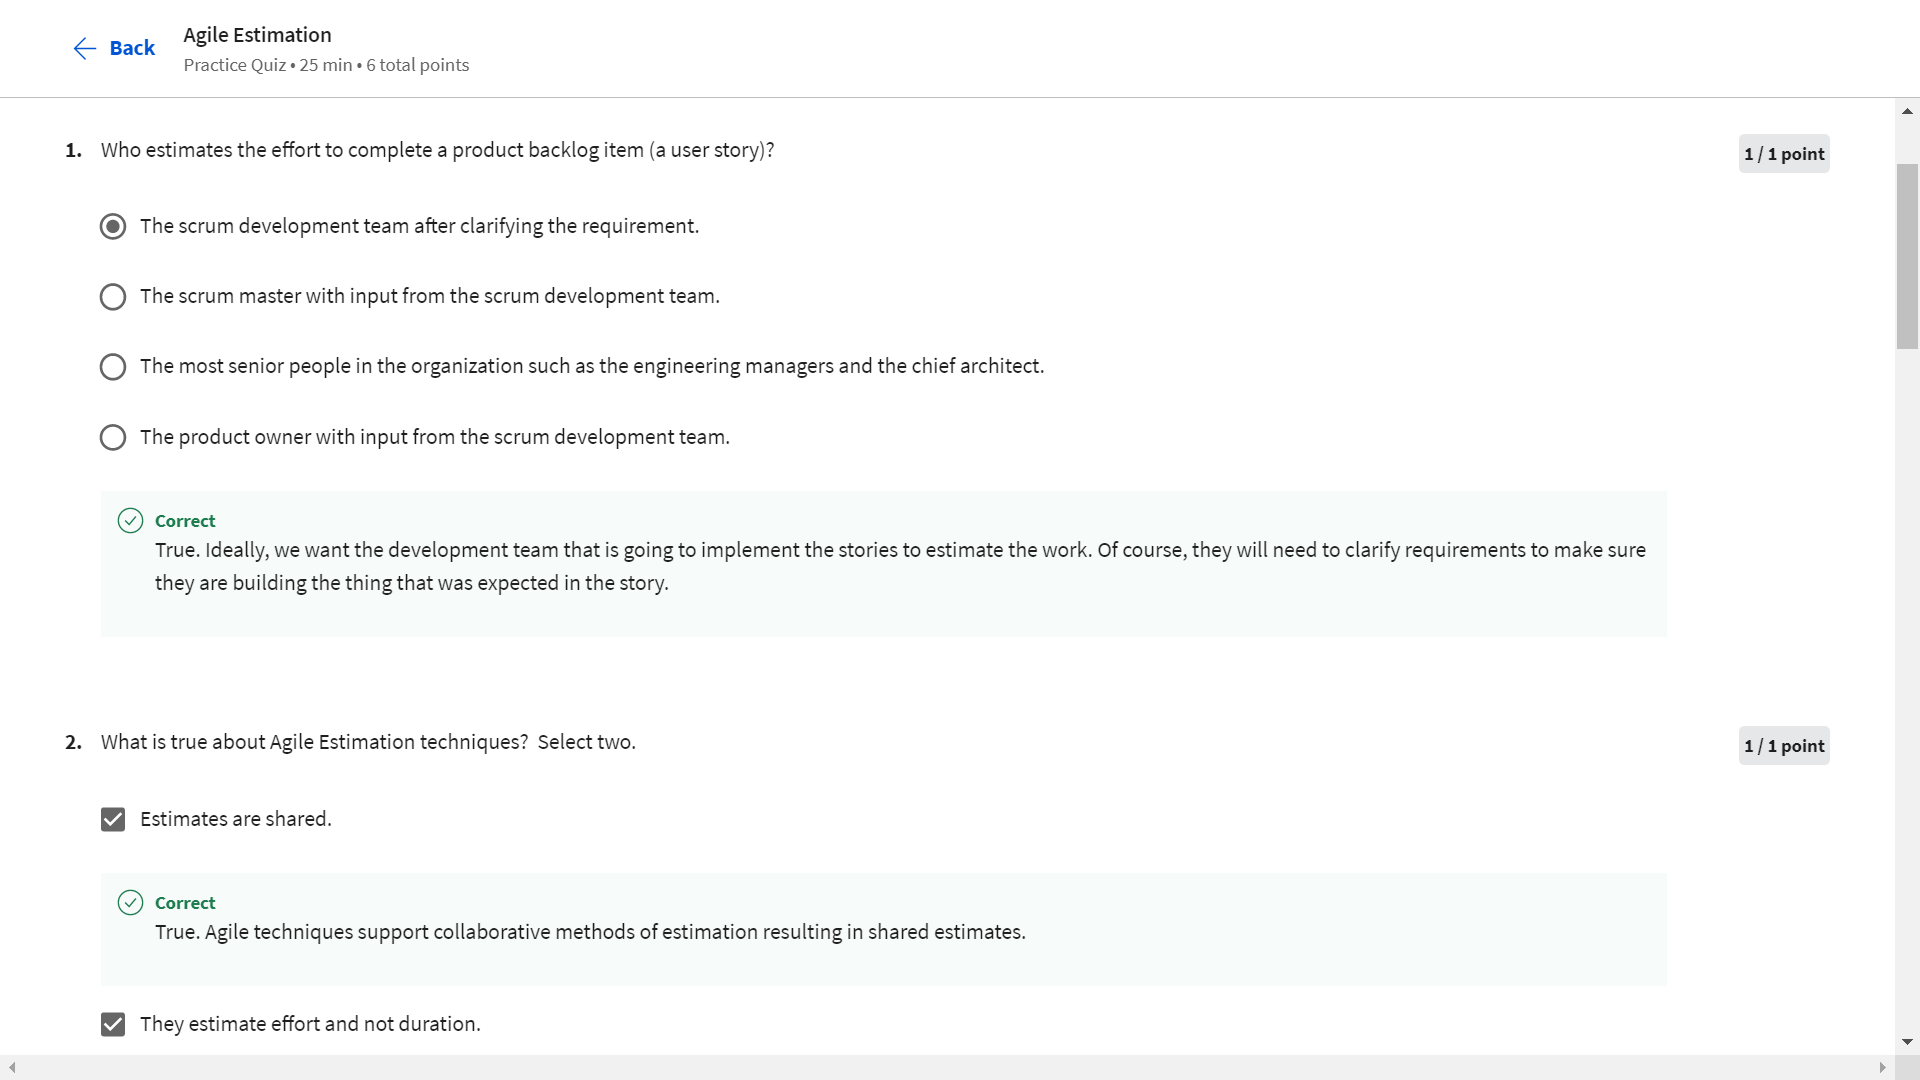 Back
Agile Estimation
Practice Quiz • 25 min • 6 total points
1. Who estimates the effort to complete a product backlog item (a user story)?
1 / 1 point
The scrum development team after clarifying the requirement.
The scrum master with input from the scrum development team.
The most senior people in the organization such as the engineering managers and the chief architect.
The product owner with input from the scrum development team.
Correct
True. Ideally, we want the development team that is going to implement the stories to estimate the work. Of course, they will need to clarify requirements to make sure
they are building the thing that was expected in the story.
2. What is true about Agile Estimation techniques?  Select two.
1 / 1 point
Estimates are shared.
Correct
True. Agile techniques support collaborative methods of estimation resulting in shared estimates.
They estimate effort and not duration.